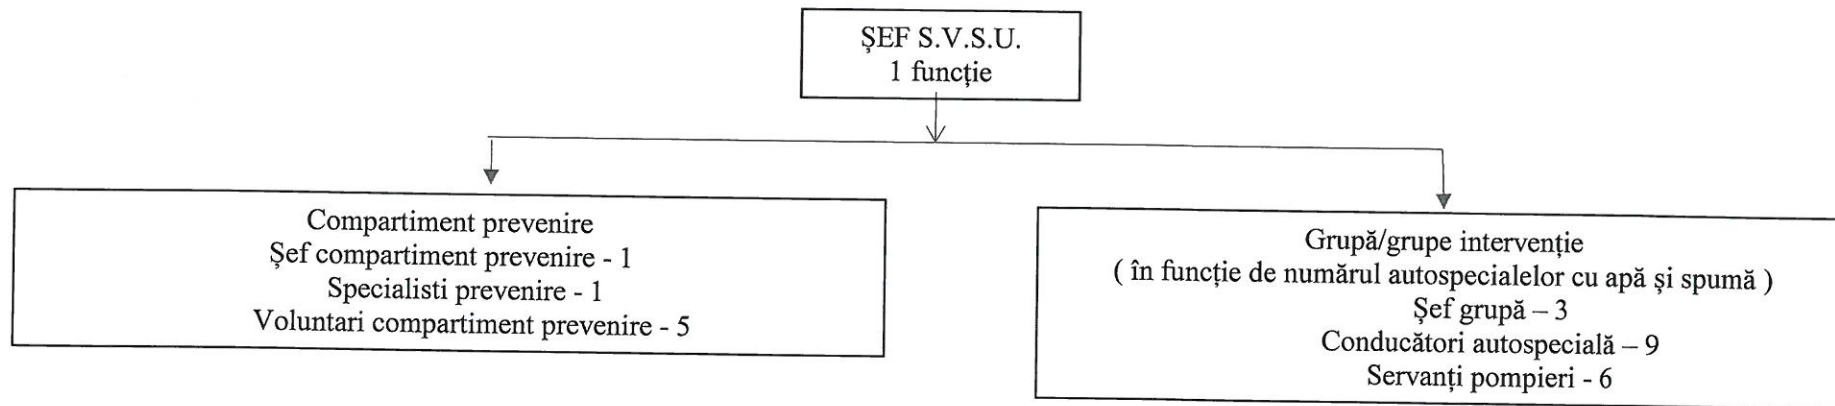 ŞEF S.V.S.U.
1 funcție
Compartiment prevenire
Șef compartiment prevenire - 1
Specialisti prevenire - 1
Voluntari compartiment prevenire - 5
Grupă/grupe intervenție
( în funcție de numărul autospecialelor cu apă și spumă )
Șef grupă – 3
Conducători autospecială – 9
Servanți pompieri - 6